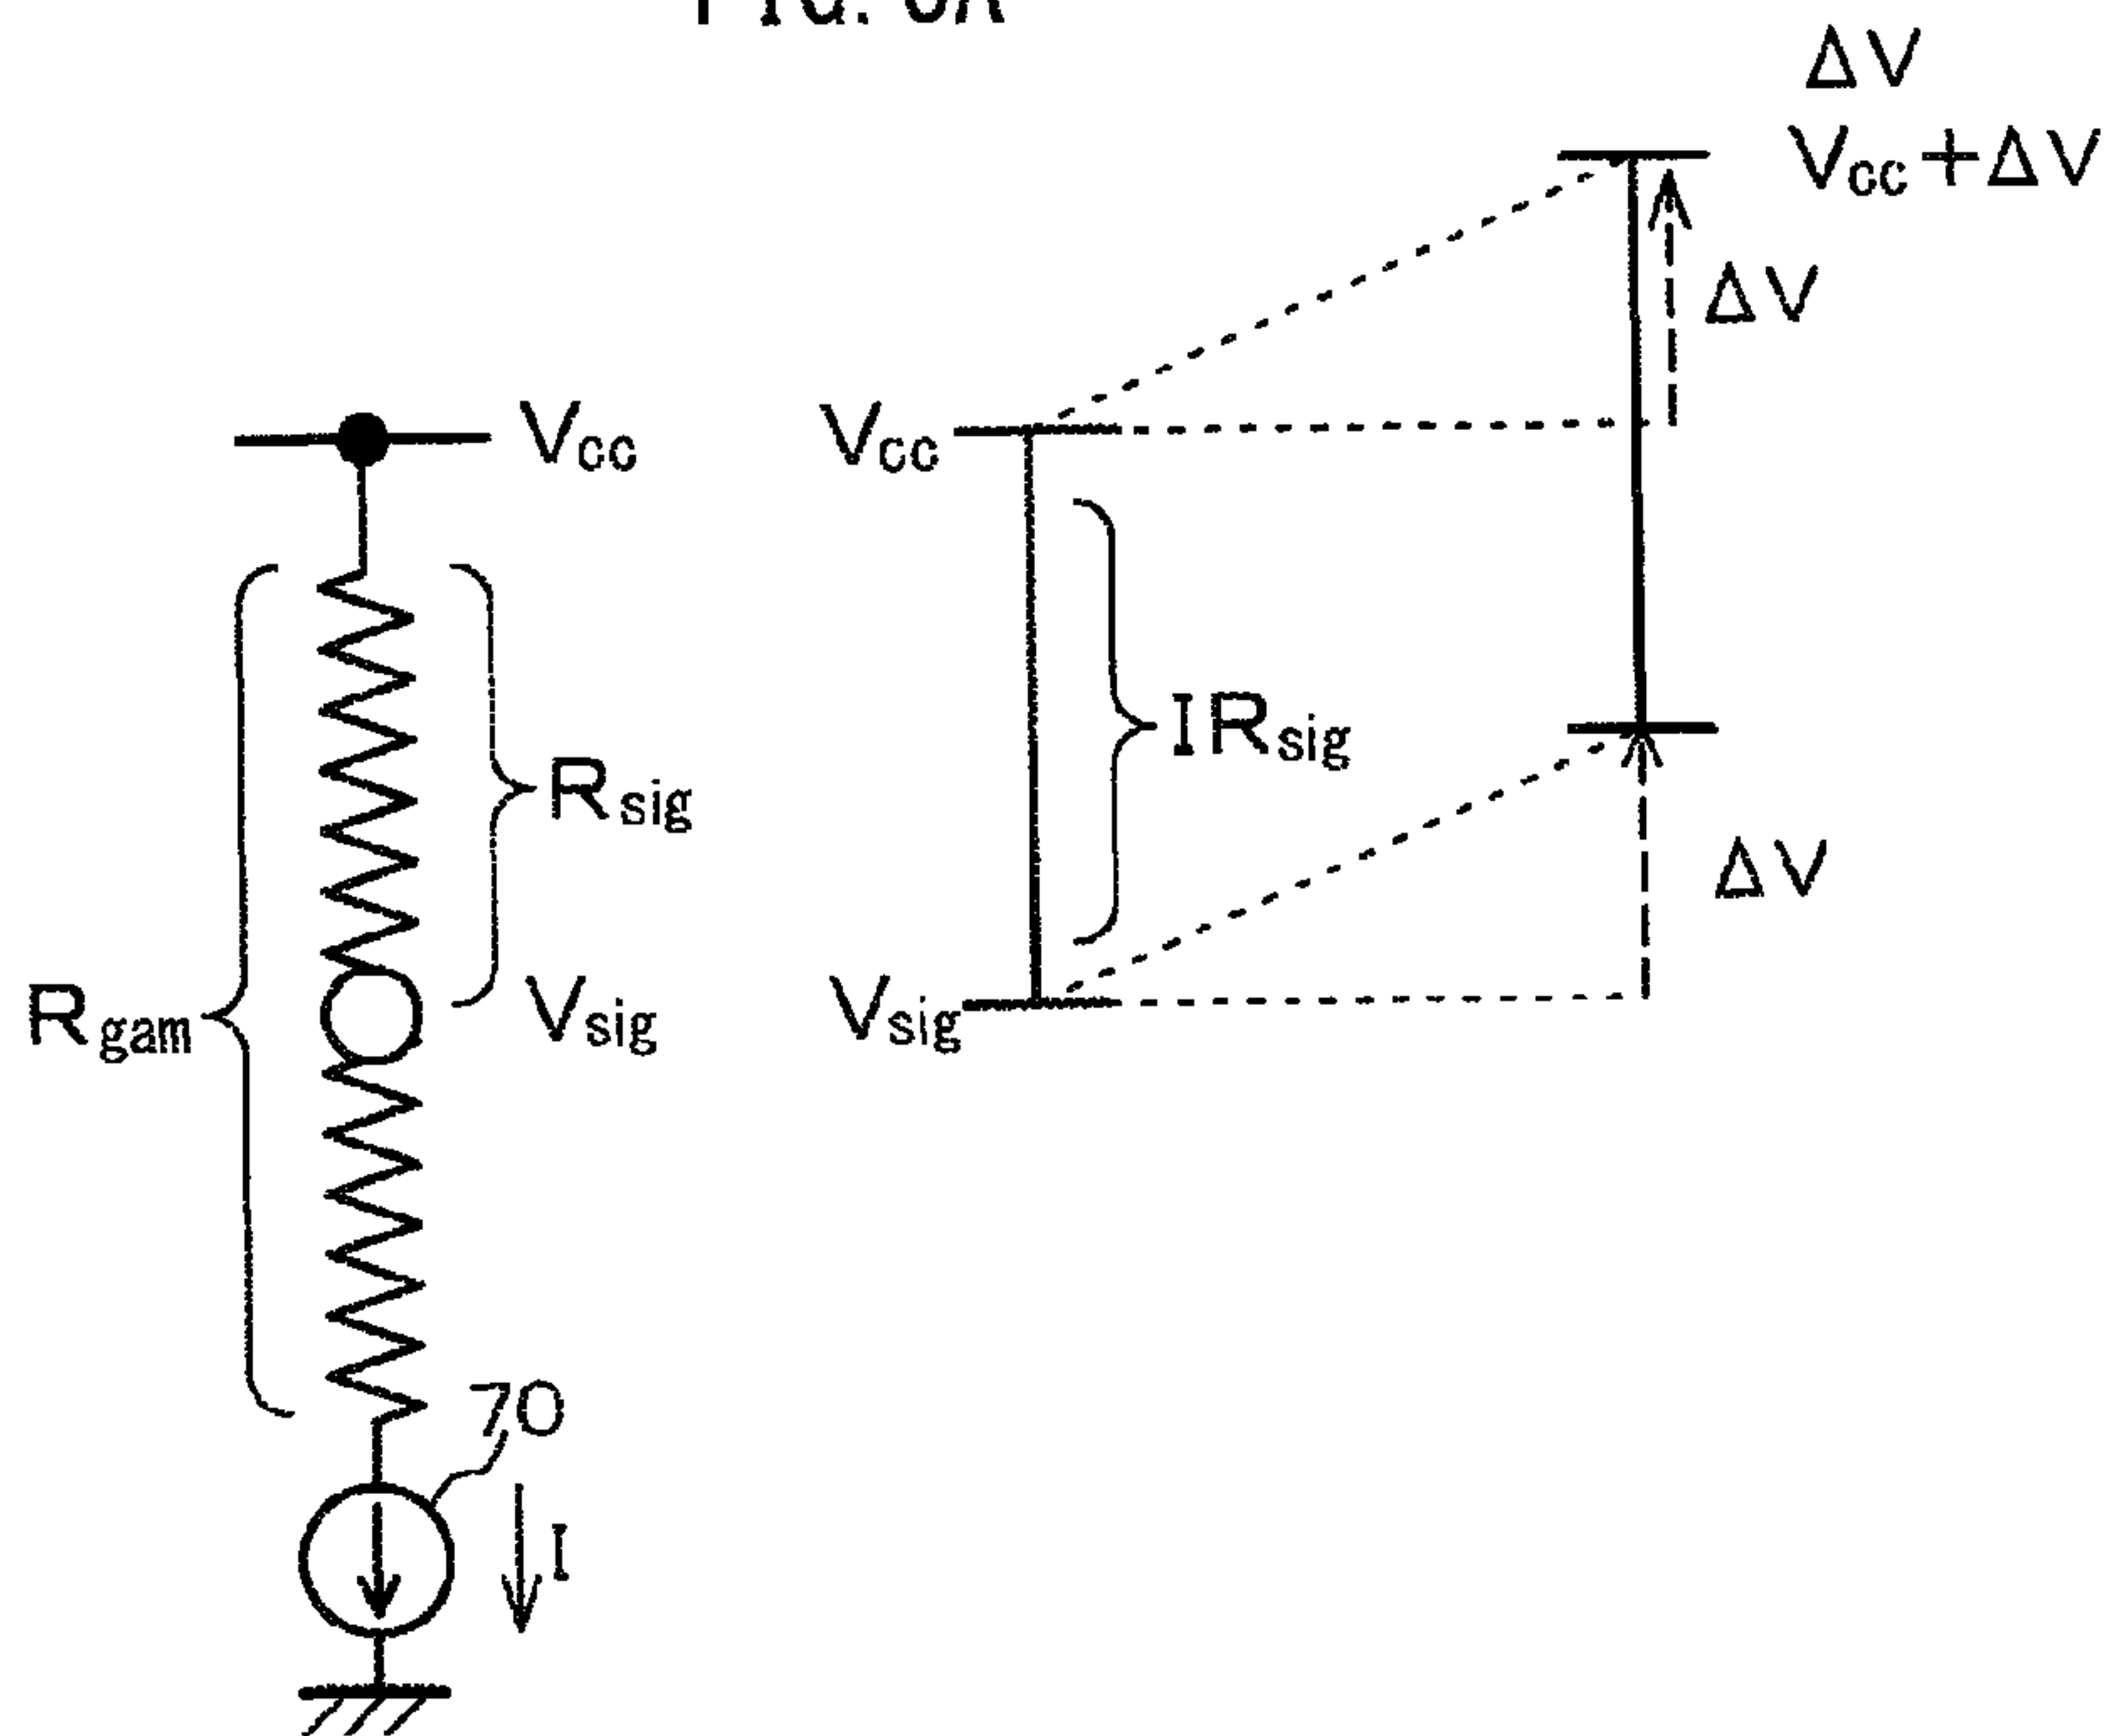 ΔV
Vcc+ΔV
ΔV
Vcc
Vcc
IRsig
Rsig
ΔV
Rgam
Vsig
Vsig
70
I